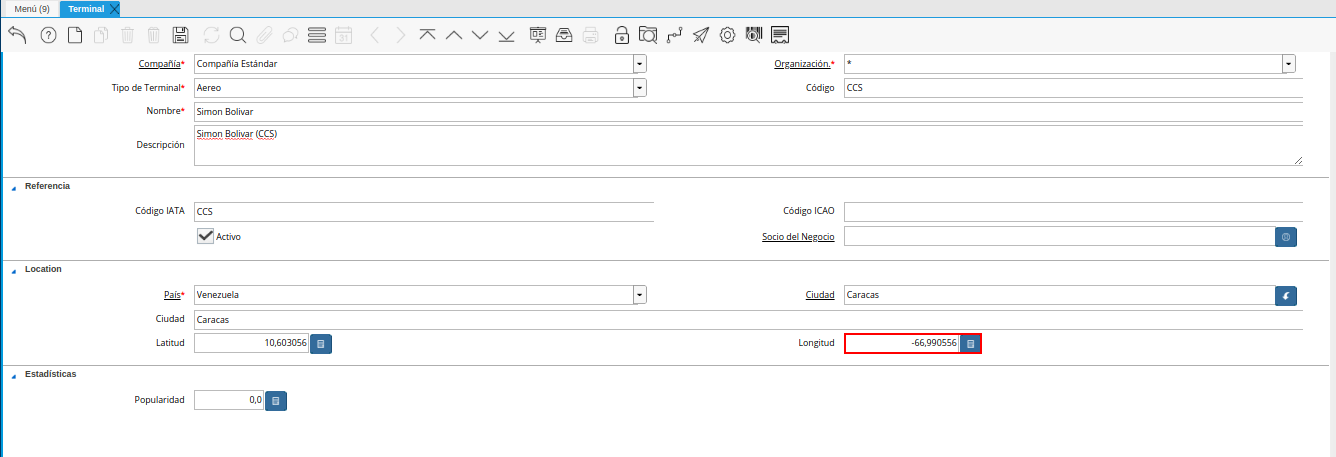 Menú (9) Terminal
31
Compañía* Compañía Estándar Organización.* *
Tipo de Terminal* Aereo Código CCS
Nombre* Simon Bolivar
Descripción Simon Bolivar (CCS)
Referencia
Código IATA CCS Código ICAO
Activo Socio del Negocio
Location
País* Venezuela Ciudad Caracas
Ciudad Caracas
Latitud 10,603056 Longitud -66,990556
Estadísticas
Popularidad 0,0